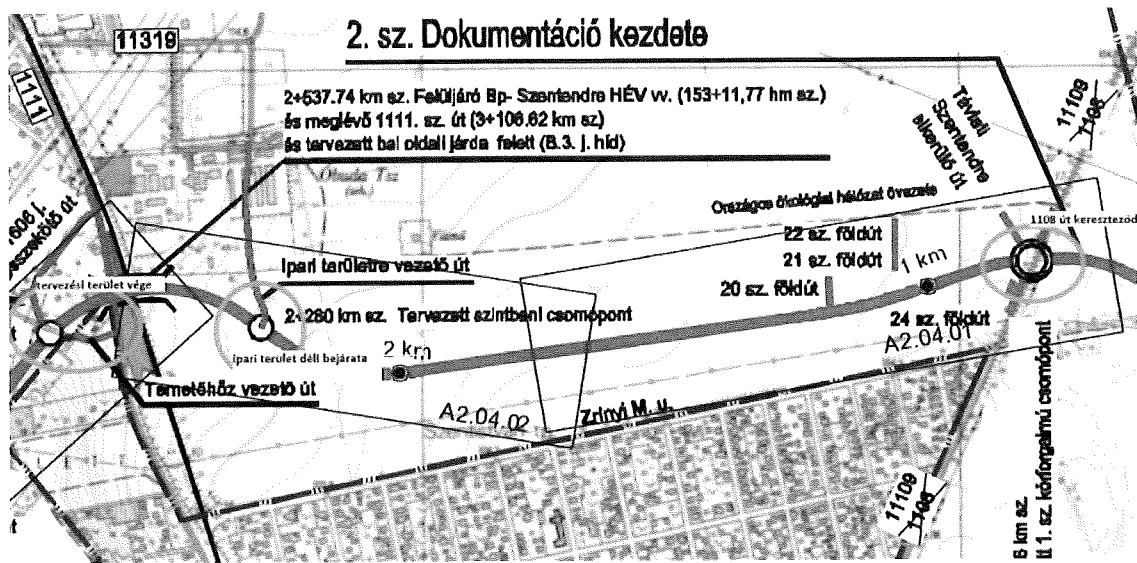 11319
2. sz. Dokumentáció kezdete
1111
2+537.74 km sz. Felüljáró Bp- Szentendre HÉV vv. (153+11,77 hm sz.)
és meglévő 1111. sz. út (3+106.62 km sz)
és tervezett bal oldali járda felett (B.3. j. híd)
Óbuda Tsz
Távlati
Szentendre
elkerülő út
11109
1108
Országos ökológiai hálózat övezete
22 sz. földút
21 sz. földút
20 sz. földút
1 km
24 sz. földút
1108 út keresztező
tervezési terület vége
Ipari területre vezető út
2+280 km sz. Tervezett szintbeni csomópont
ipari terület déli bejárata
2 km
Temetőhöz vezető út
A2.04.01
A2.04.02
Zrínyi M. u.
11109
1108
6 km sz.
ti 1. sz. körforgalmú csomópont